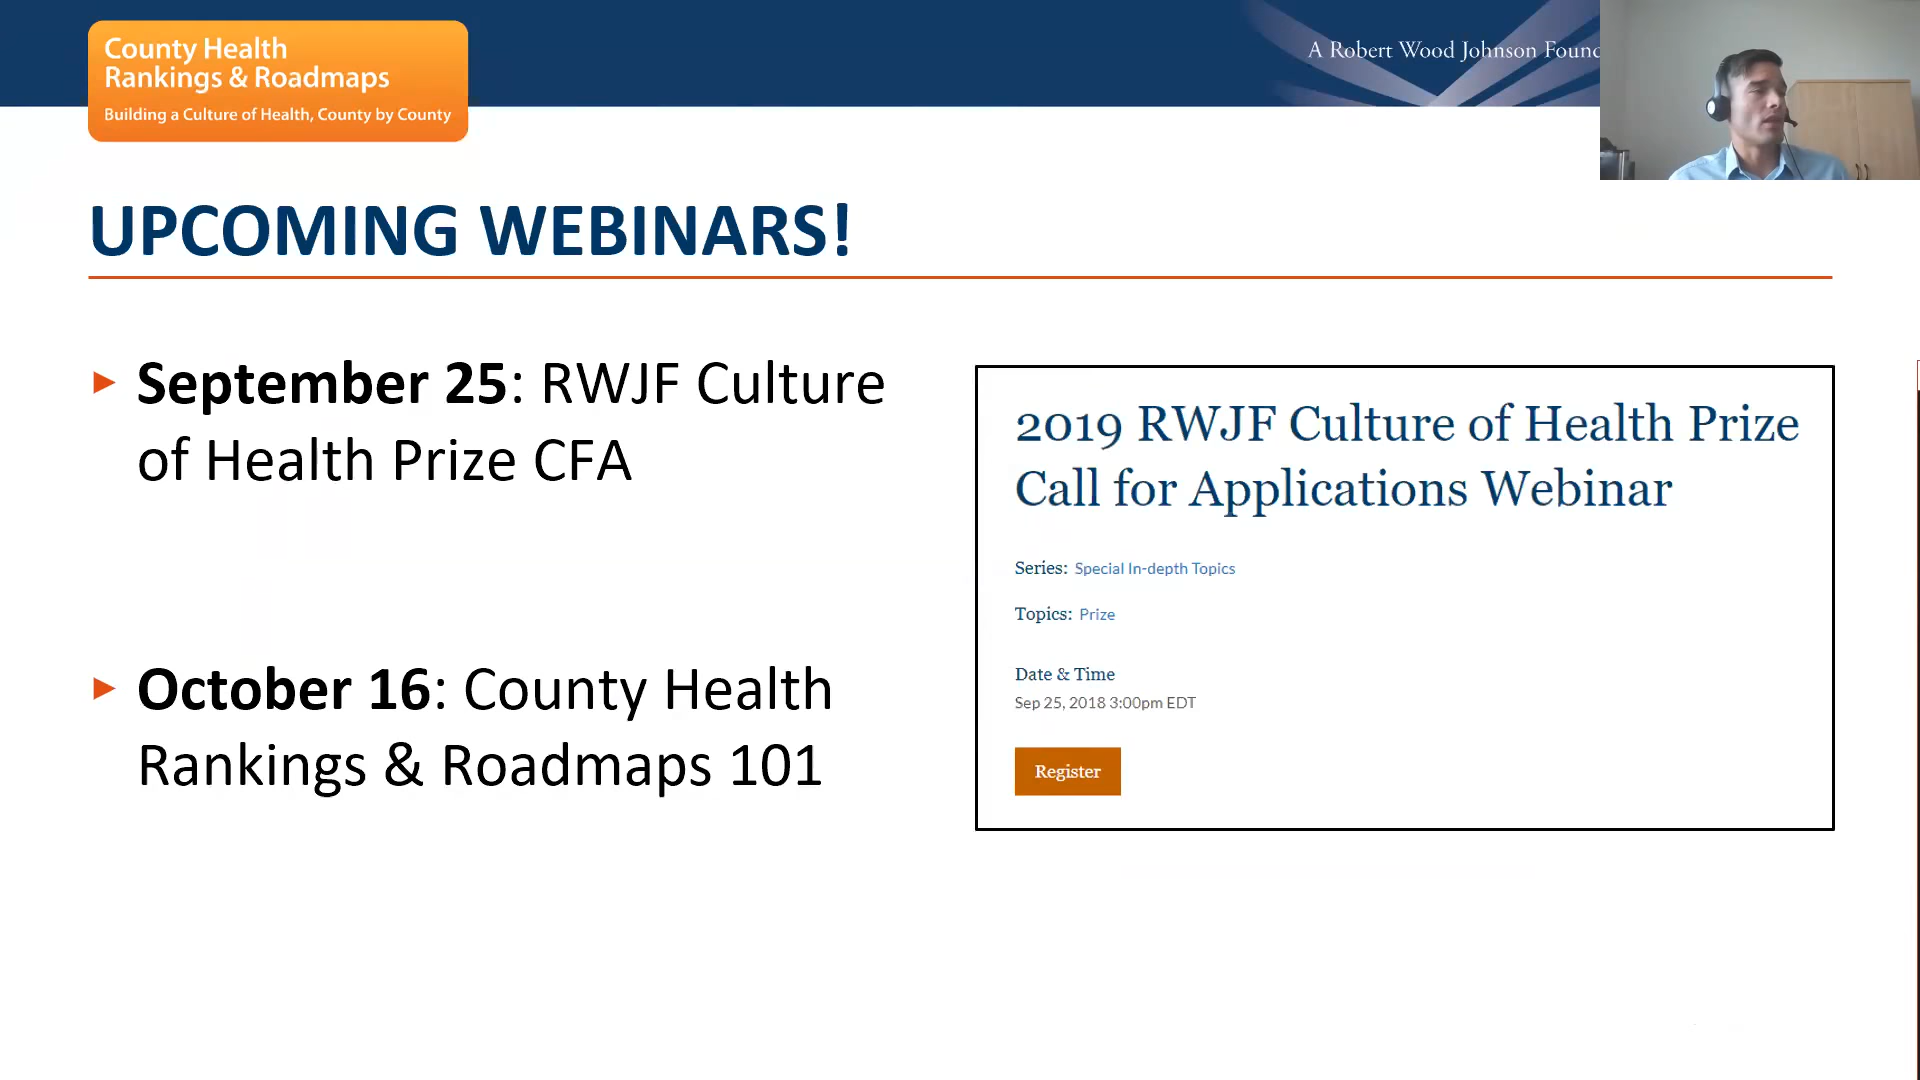 County Health
Rankings & Roadmaps
Building a Culture of Health, County by County
A Robert Wood Johnson
UPCOMING WEBINARS!
September 25: RWJF Culture
of Health Prize CFA
October 16: County Health
Rankings & Roadmaps 101
2019 RWJF Culture of Health Prize
Call for Applications Webinar
Series: Special In-depth Topics
Topics: Prize
Date & Time
Sep 25, 2018 3:00pm EDT
Register